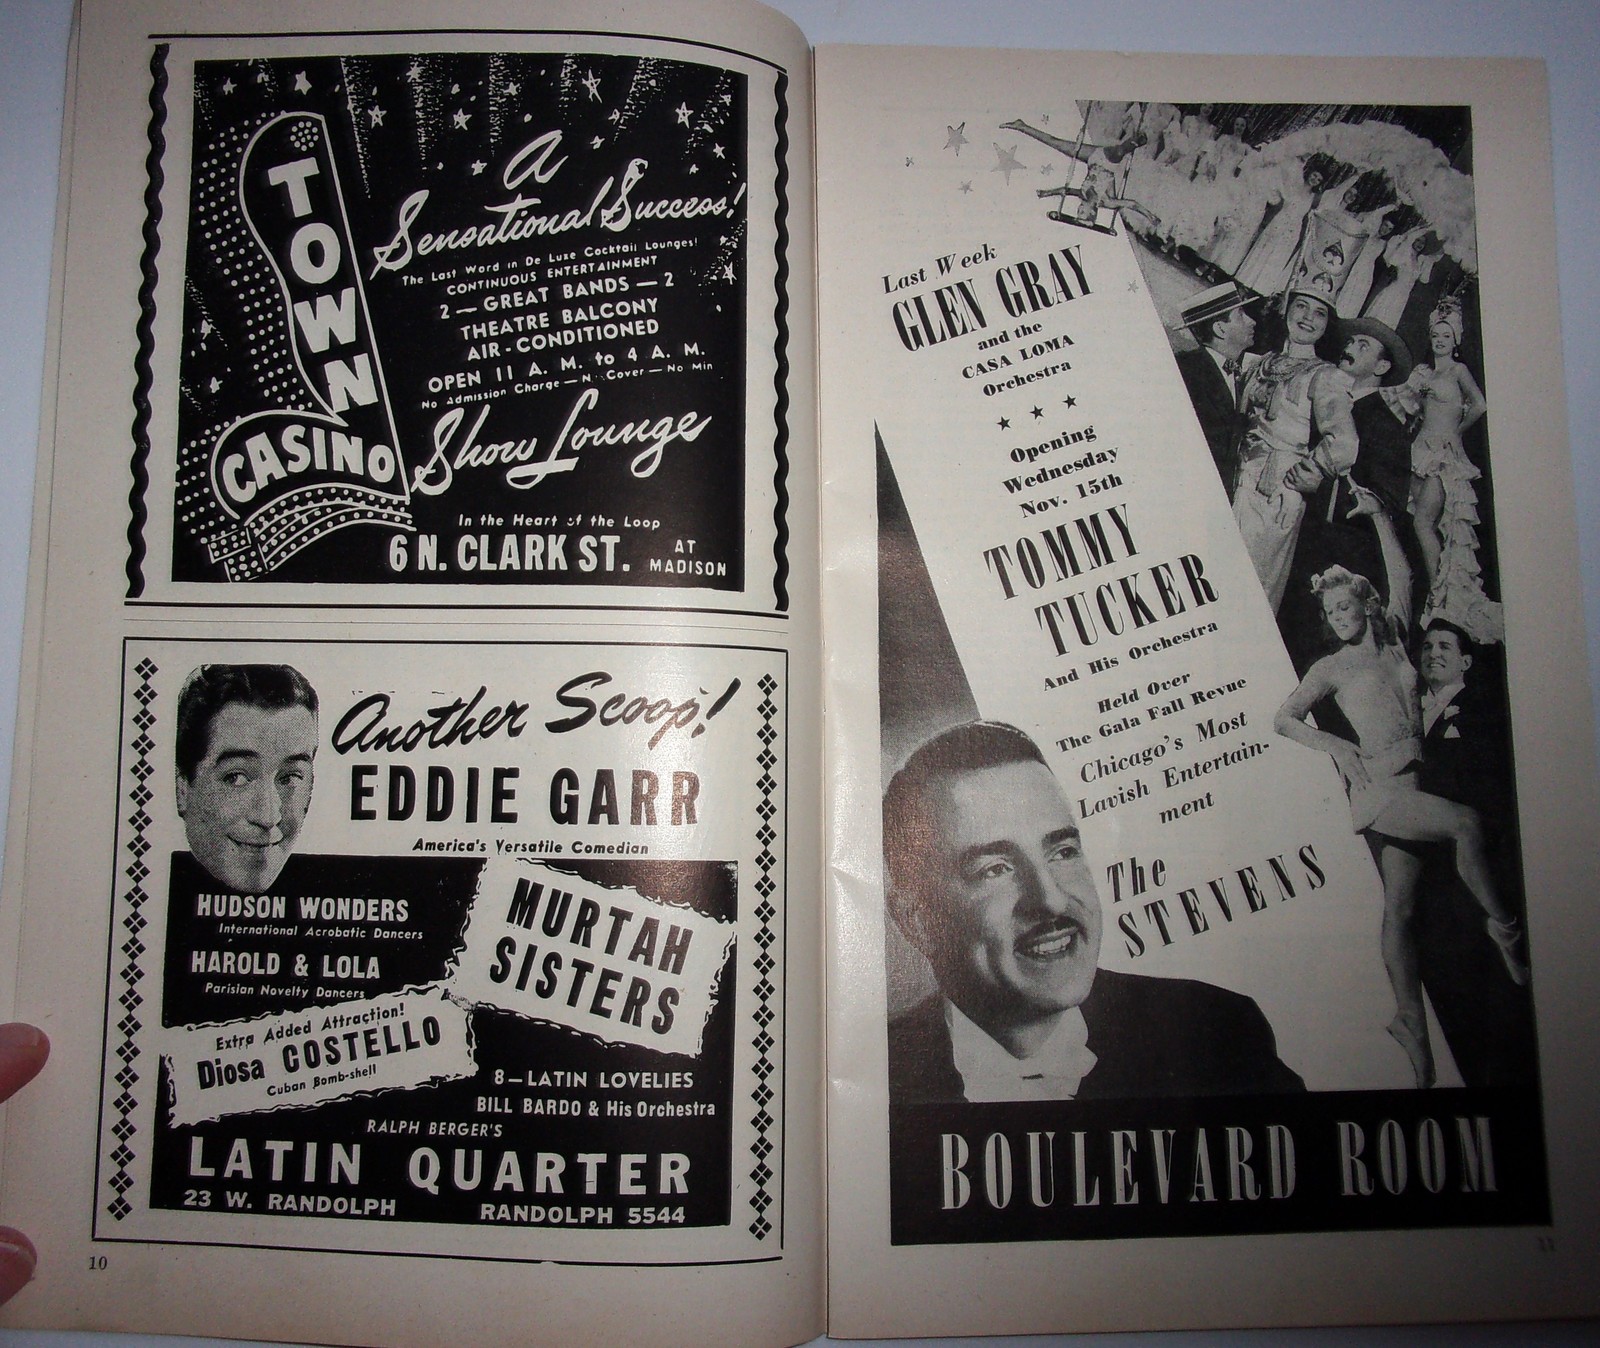 TOWN
CASINO
A
Sensational Success!
The Last Word in De Luxe Cocktail Lounges!
CONTINUOUS ENTERTAINMENT
2 — GREAT BANDS — 2
THEATRE BALCONY
AIR-CONDITIONED
OPEN 11 A. M. to 4 A. M.
No Admission Charge — N Cover — No Min
Show Lounge
In the Heart of the Loop
6 N. CLARK ST. AT MADISON
Another Scoop!
EDDIE GARR
America's Versatile Comedian
HUDSON WONDERS
International Acrobatic Dancers
HAROLD & LOLA
Parisian Novelty Dancers
MURTAH
SISTERS
Extra Added Attraction!
Diosa COSTELLO
Cuban Bomb-shell
8—LATIN LOVELIES
BILL BARDO & His Orchestra
RALPH BERGER'S
LATIN QUARTER
23 W. RANDOLPH RANDOLPH 5544
10
Last Week
GLEN GRAY
and the
CASA LOMA
Orchestra
Opening
Wednesday
Nov. 15th
TOMMY
TUCKER
And His Orchestra
Held Over
The Gala Fall Revue
Chicago's Most
Lavish Entertain-
ment
The
STEVENS
BOULEVARD ROOM
11